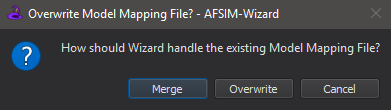 Overwrite Model Mapping File? - AFSIM-Wizard
How should Wizard handle the existing Model Mapping File?
Merge
Overwrite
Cancel